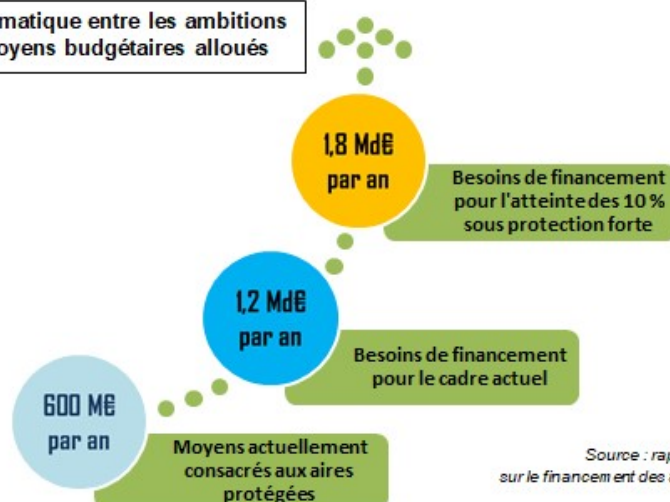 matique entre les ambitions
oyens budgétaires alloués
1,8 Md€
par an
Besoins de financement
pour l'atteinte des 10 %
sous protection forte
1,2 Md€
par an
Besoins de financement
pour le cadre actuel
600 M€
par an
Moyens actuellement
consacrés aux aires
protégées
Source : rap
sur le financement des